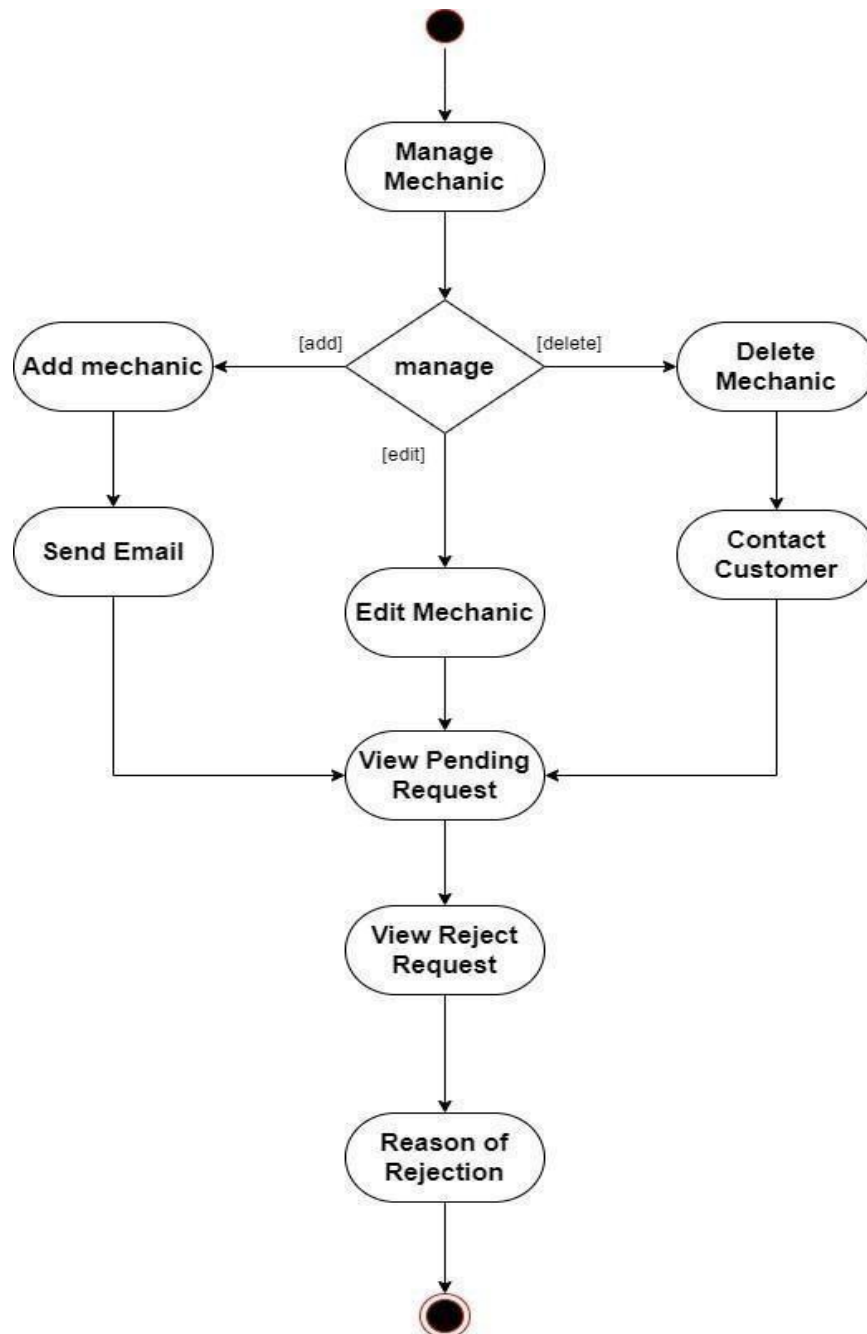 Manage
Mechanic
[add]
[delete]
Add mechanic
manage
Delete
Mechanic
[edit]
Send Email
Contact
Customer
Edit Mechanic
View Pending
Request
View Reject
Request
Reason of
Rejection